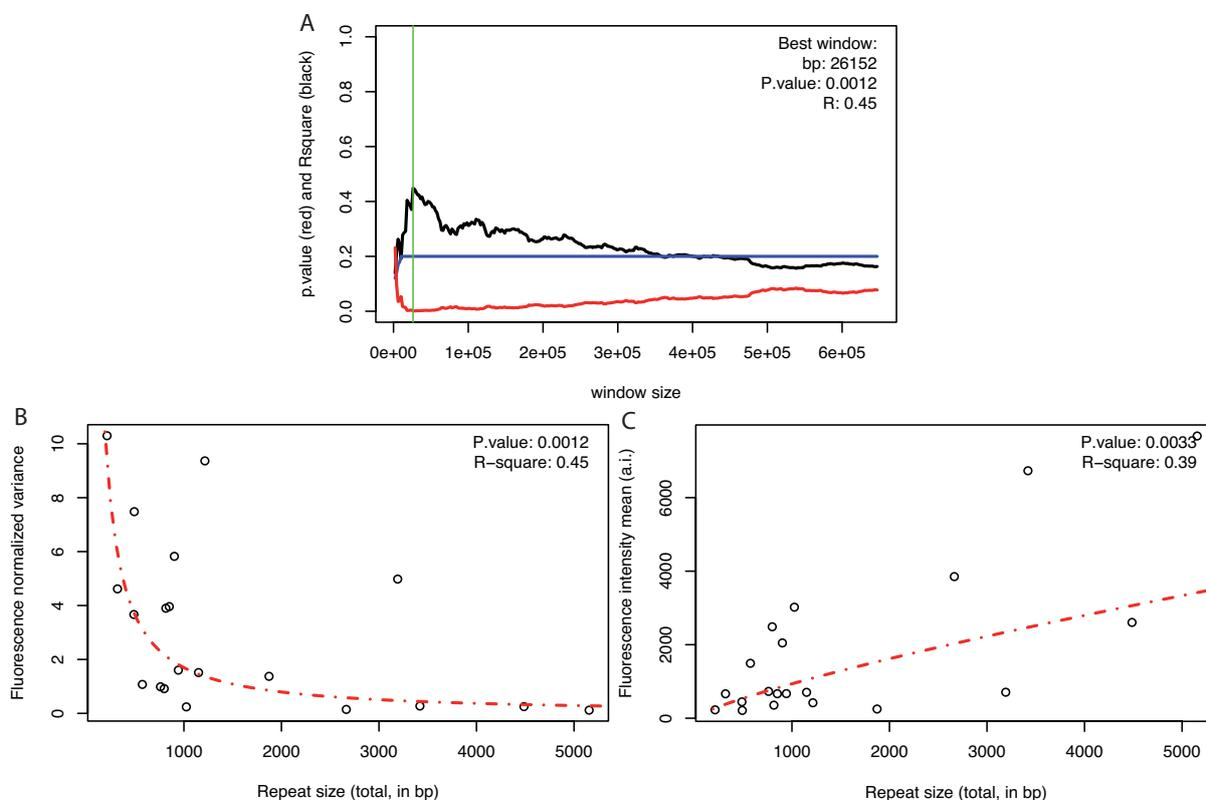 A
p.value (red) and Rsquare (black)
1.0
0.8
0.6
0.4
0.2
0.0
Best window:
bp: 26152
P.value: 0.0012
R: 0.45
0e+00 1e+05 2e+05 3e+05 4e+05 5e+05 6e+05
window size
B
Fluorescence normalized variance
10
8
6
4
2
0
P.value: 0.0012
R−square: 0.45
1000 2000 3000 4000 5000
Repeat size (total, in bp)
C
Fluorescence intensity mean (a.i.)
6000
4000
2000
0
P.value: 0.0033
R−square: 0.39
1000 2000 3000 4000 5000
Repeat size (total, in bp)